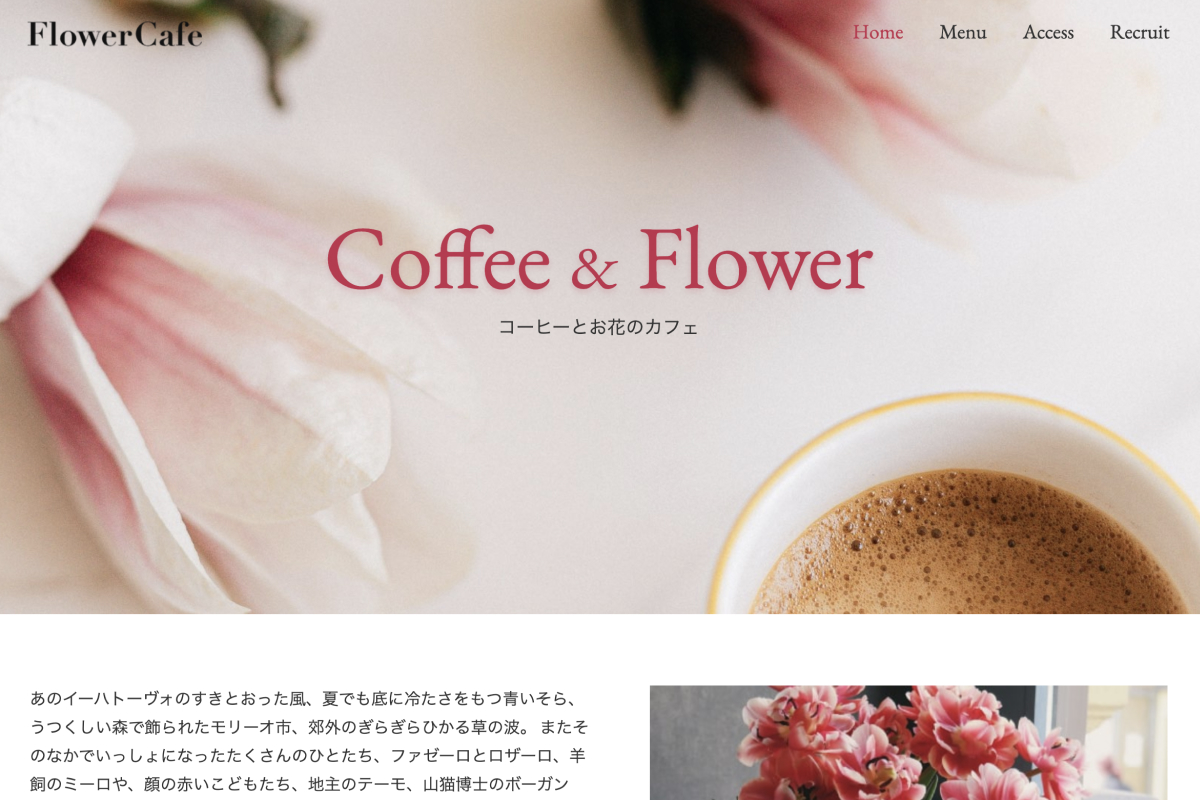 FlowerCafe
Home Menu Access Recruit
Coffee & Flower
コーヒーとお花のカフェ
あのイーハトーヴォのすきとおった風、夏でも底に冷たさをもつ青いそら、
うつくしい森で飾られたモリーオ市、郊外のぎらぎらひかる草の波。 またそ
のなかでいっしょになったたくさんのひとたち、ファゼーロとロザーロ、羊
飼のミーロや、顔の赤いこどもたち、地主のテーモ、山猫博士のボーガン